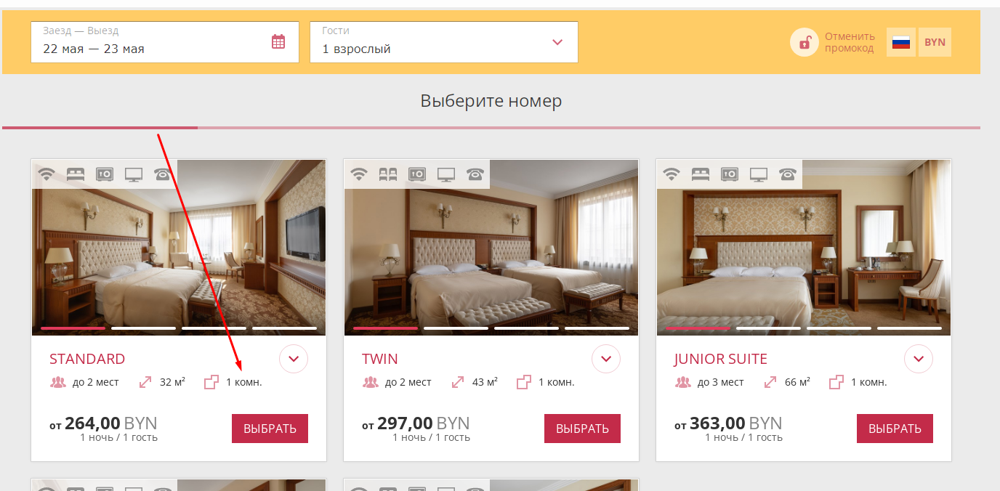 Заезд — Выезд
22 мая — 23 мая
Гости
1 взрослый
Отменить
промокод
BYN
Выберите номер
STANDARD
до 2 мест 32 м² 1 комн.
от 264,00 BYN
1 ночь / 1 гость
ВЫБРАТЬ
TWIN
до 2 мест 43 м² 1 комн.
от 297,00 BYN
1 ночь / 1 гость
ВЫБРАТЬ
JUNIOR SUITE
до 3 мест 66 м² 1 комн.
от 363,00 BYN
1 ночь / 1 гость
ВЫБРАТЬ